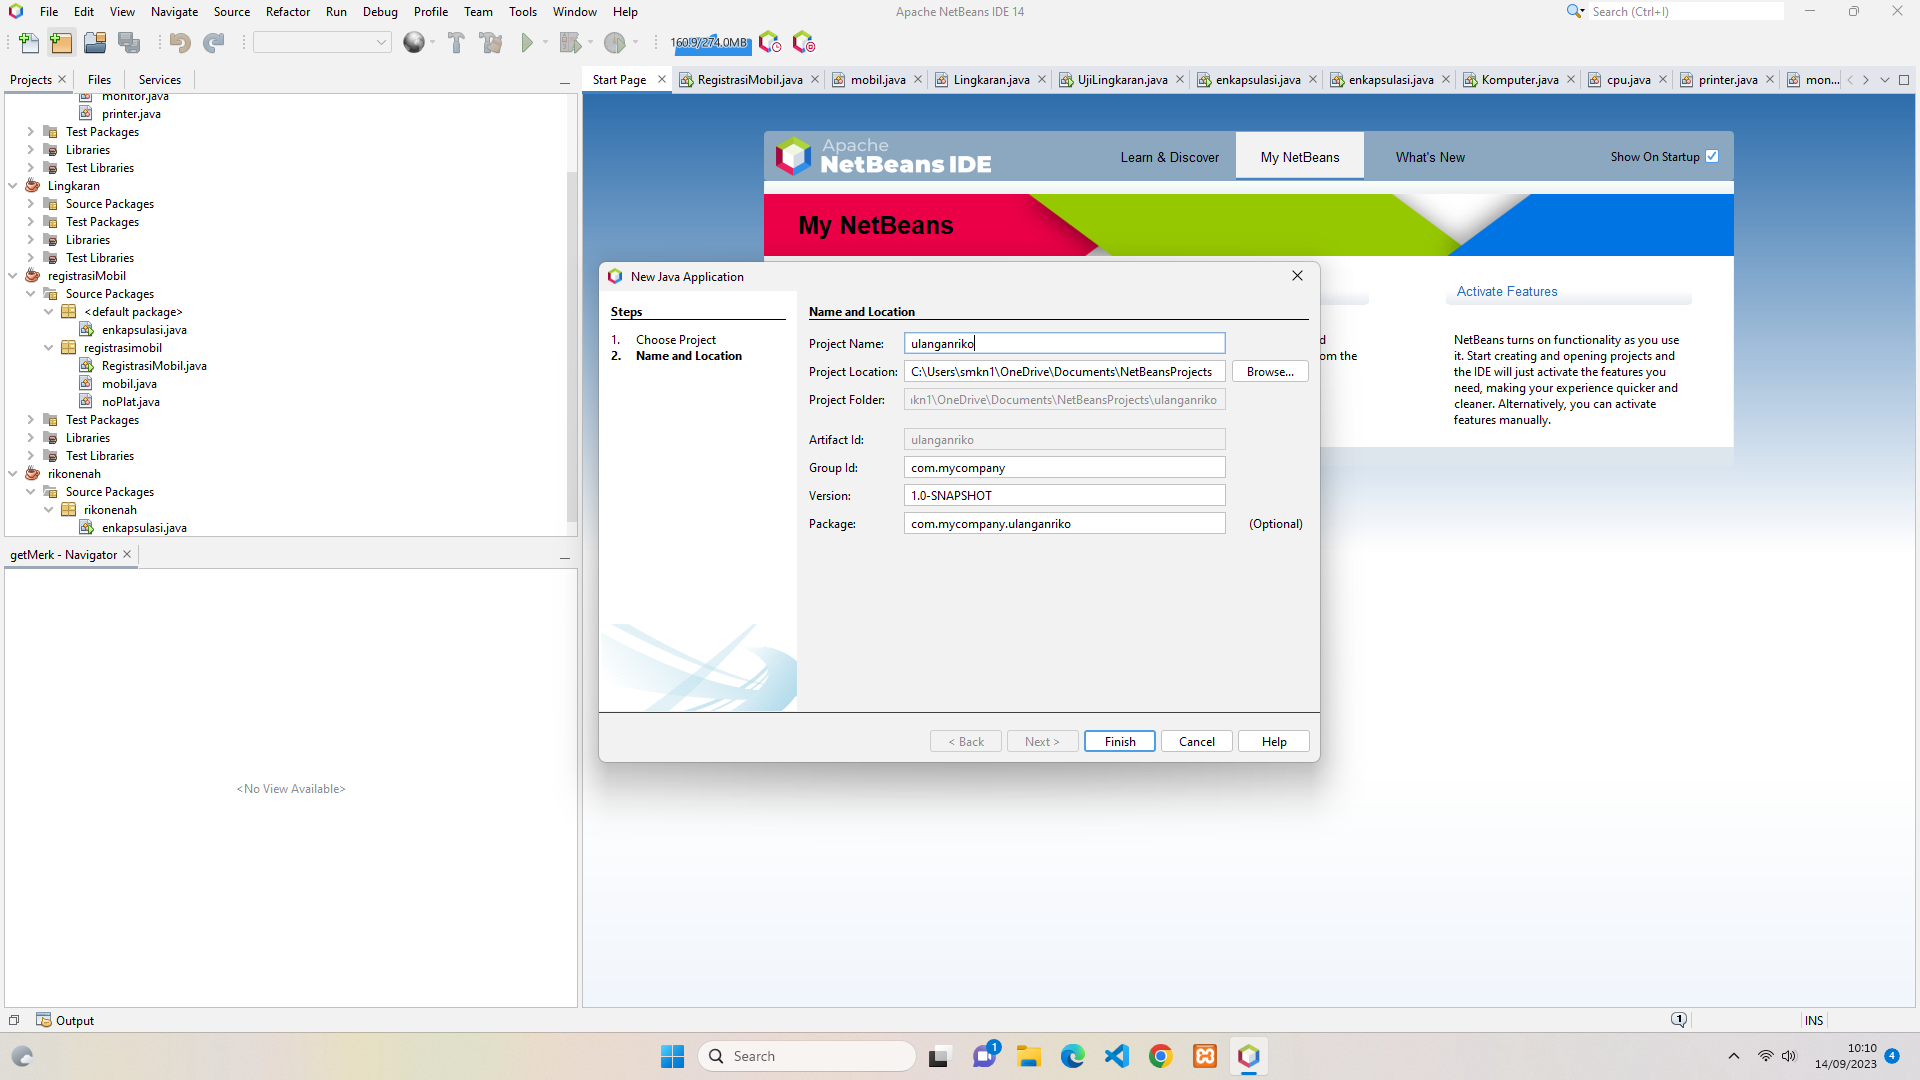 File Edit View Navigate Source Refactor Run Debug Profile Team Tools Window Help
Apache NetBeans IDE 14
Search (Ctrl+I)
160.9/274.0MB
Projects Files Services
Start Page RegistrasiMobil.java mobil.java Lingkaran.java UjiLingkaran.java enkapsulasi.java enkapsulasi.java Komputer.java cpu.java printer.java mon...
monitor.java
printer.java
Test Packages
Libraries
Test Libraries
Lingkaran
Source Packages
Test Packages
Libraries
Test Libraries
registrasiMobil
Source Packages
<default package>
enkapsulasi.java
registrasimobil
RegistrasiMobil.java
mobil.java
noPlat.java
Test Packages
Libraries
Test Libraries
rikonenah
Source Packages
rikonenah
enkapsulasi.java
getMerk - Navigator
<No View Available>
Output
Apache
NetBeans IDE
Learn & Discover My NetBeans What's New Show On Startup
My NetBeans
Activate Features
NetBeans turns on functionality as you
use it. Start creating and opening projects and
the IDE will just activate the features you
need, making your experience quicker and
cleaner. Alternatively, you can activate
features manually.
d
om the
New Java Application
Steps
1. Choose Project
2. Name and Location
Name and Location
Project Name: ulanganriko
Project Location: C:\Users\smkn1\OneDrive\Documents\NetBeansProjects Browse...
Project Folder: ıkn1\OneDrive\Documents\NetBeansProjects\ulanganriko
Artifact Id: ulanganriko
Group Id: com.mycompany
Version: 1.0-SNAPSHOT
Package: com.mycompany.ulanganriko (Optional)
< Back Next > Finish Cancel Help
1 INS
Search
1
10:10
14/09/2023
4